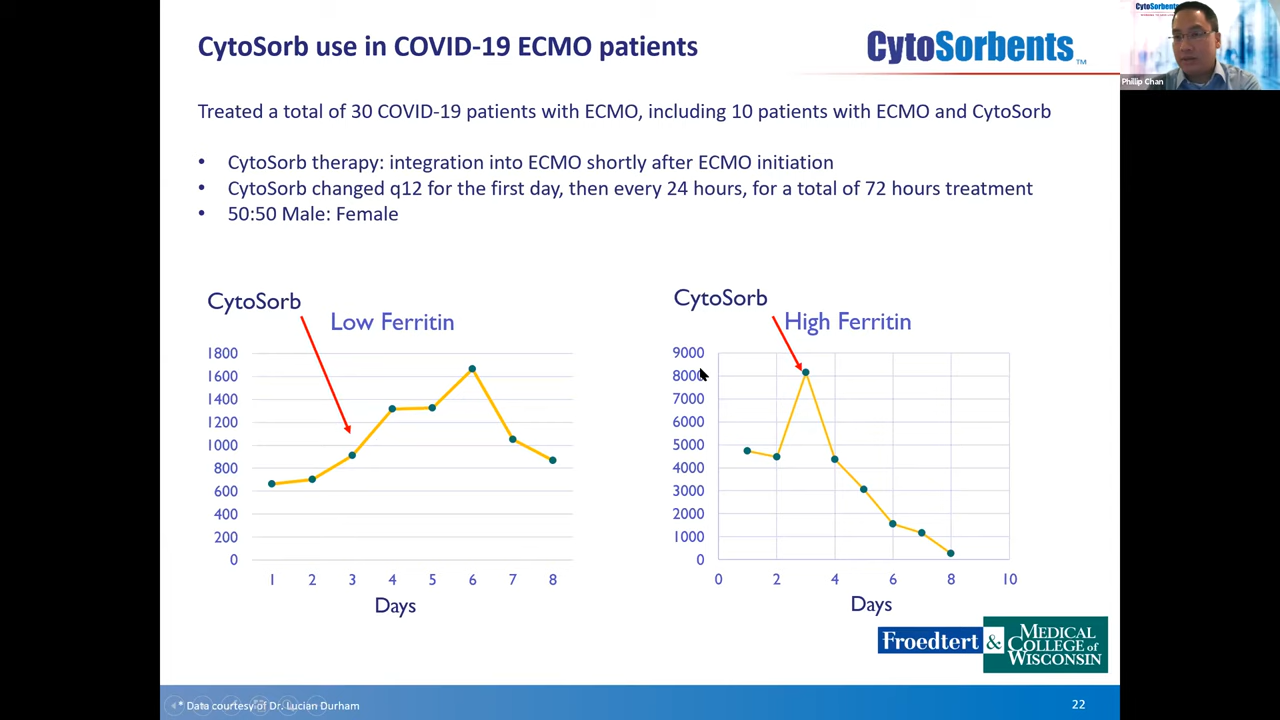 CytoSorb use in COVID-19 ECMO patients
CytoSorbents™
Phillip Chan
Treated a total of 30 COVID-19 patients with ECMO, including 10 patients with ECMO and CytoSorb
• CytoSorb therapy: integration into ECMO shortly after ECMO initiation
• CytoSorb changed q12 for the first day, then every 24 hours, for a total of 72 hours treatment
• 50:50 Male: Female
CytoSorb
Low Ferritin
1800
1600
1400
1200
1000
800
600
400
200
0
1 2 3 4 5 6 7 8
Days
CytoSorb
High Ferritin
9000
8000
7000
6000
5000
4000
3000
2000
1000
0
0 2 4 6 8 10
Days
Froedtert &
MEDICAL
COLLEGE of
WISCONSIN
* Data courtesy of Dr. Lucian Durham
22